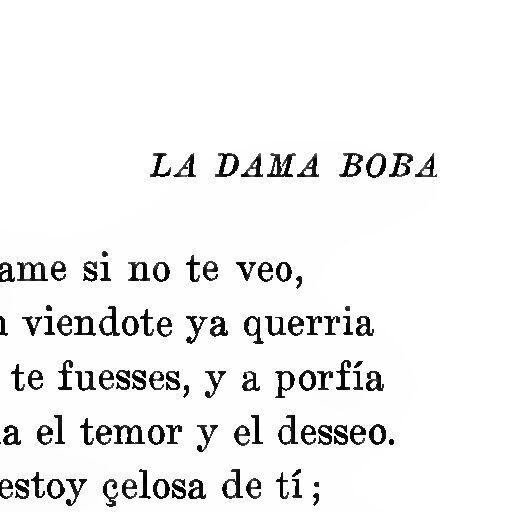 LA DAMA BOBA
ame si no te veo,
viendote ya querria
te fuesses, y a porfía
a el temor y el desseo.
estoy çelosa de tí;